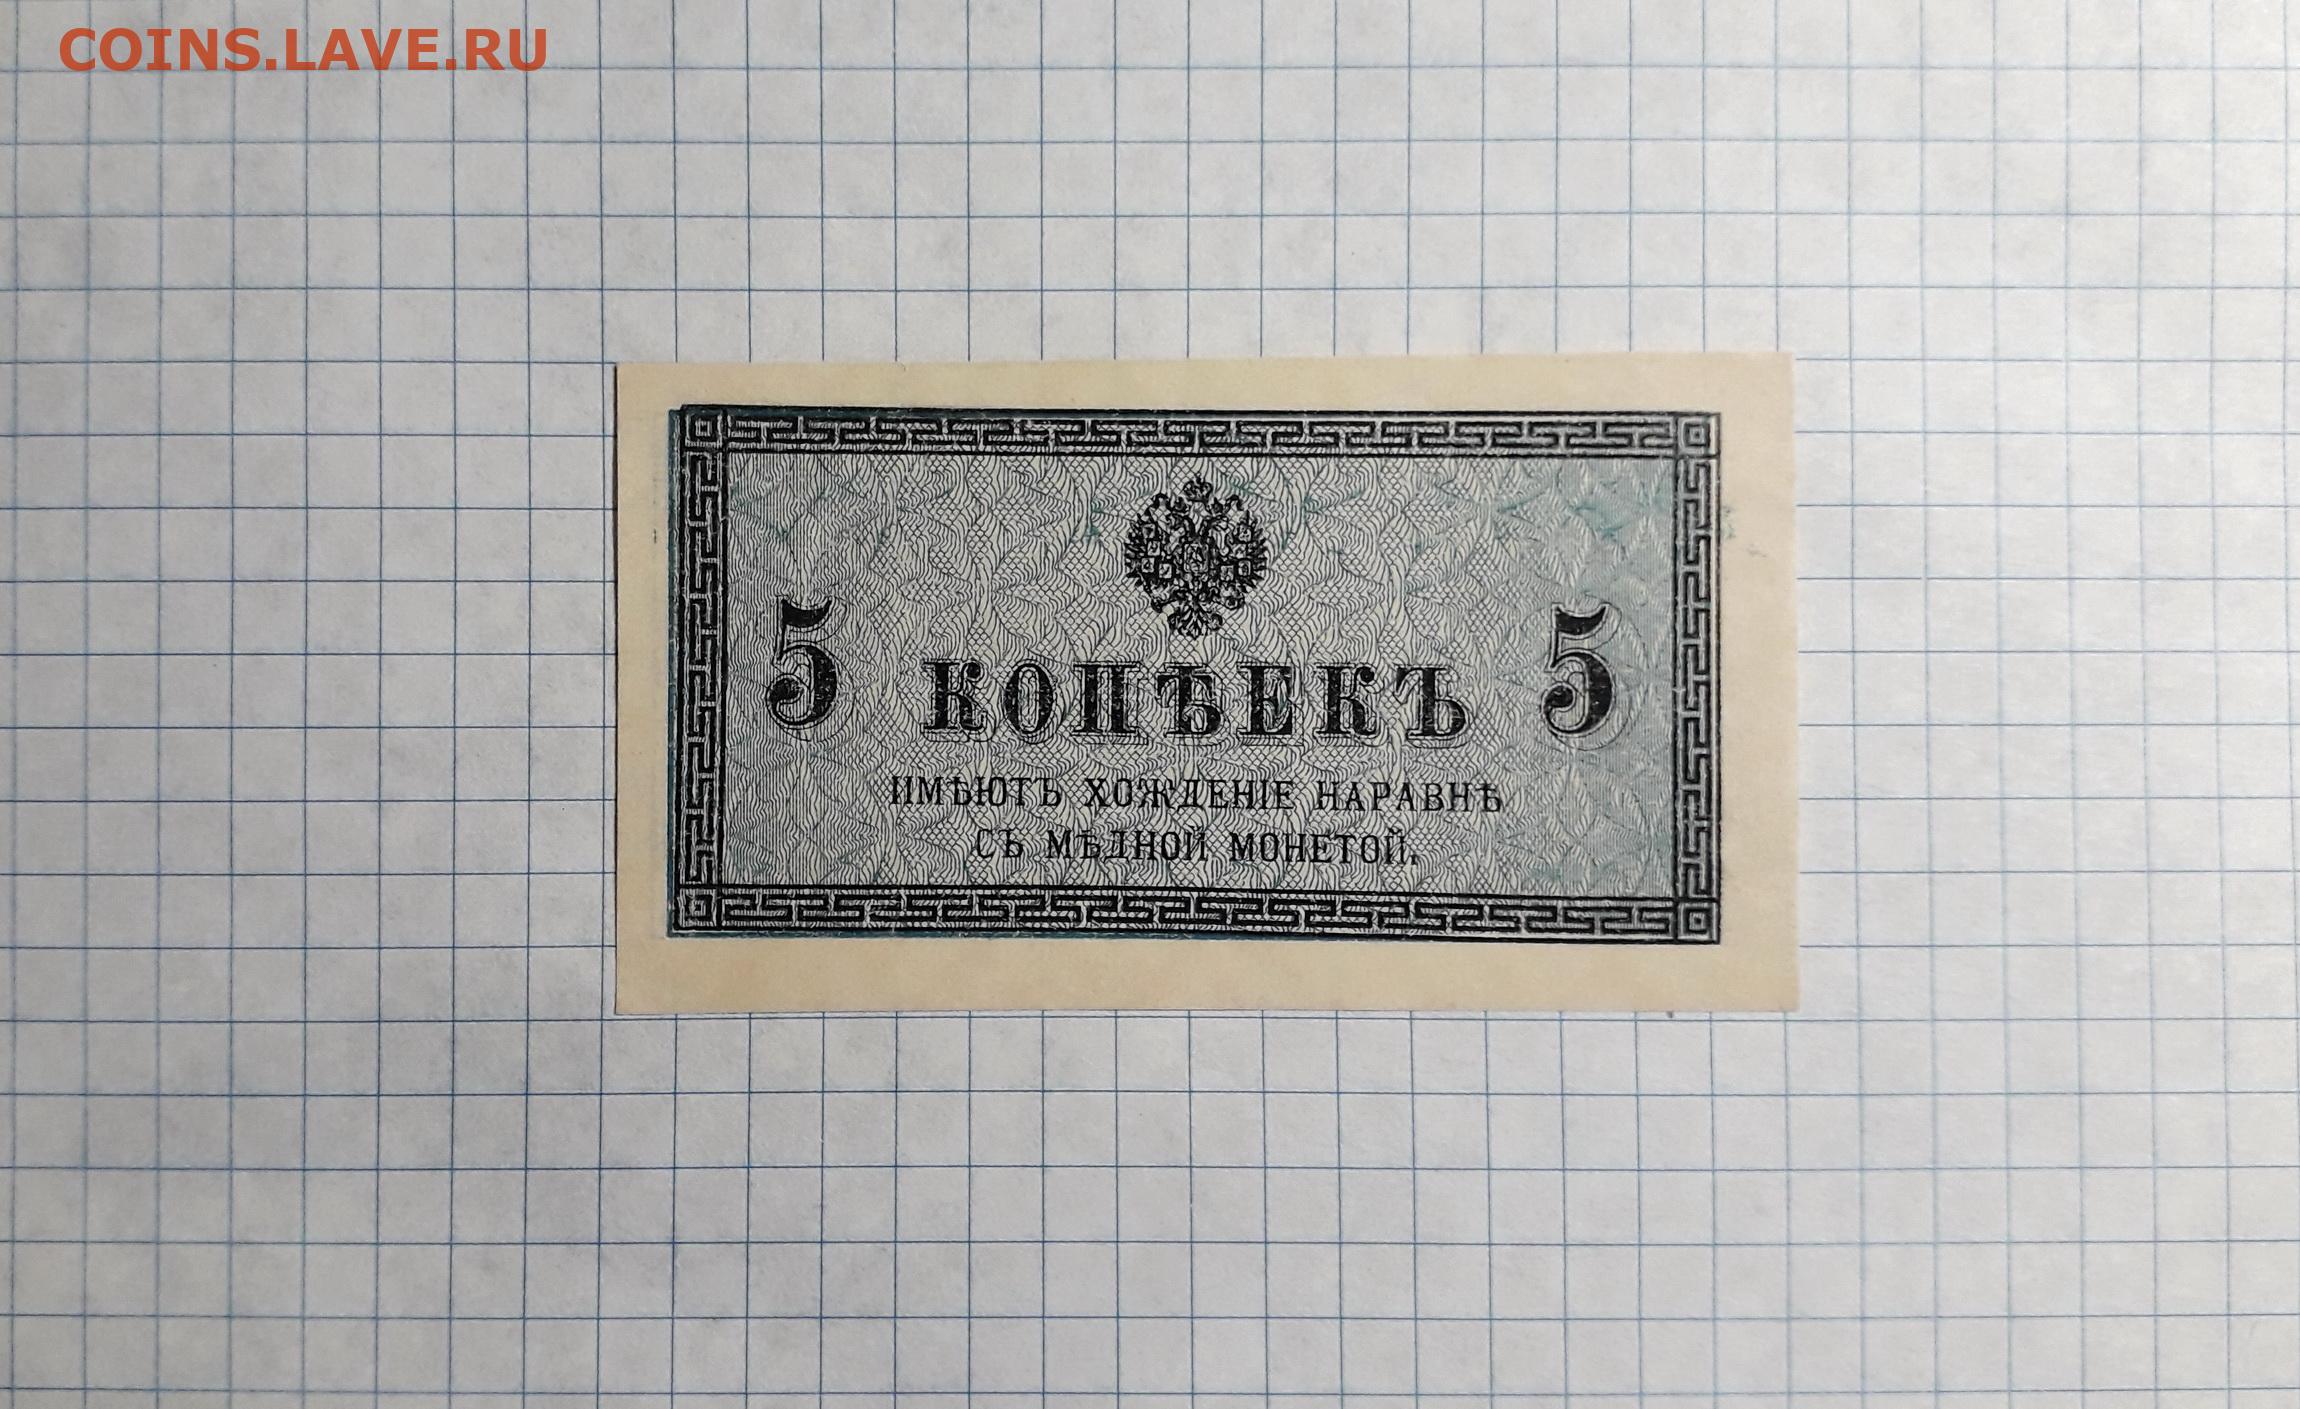 COINS.LAVE.RU
5 КОПѢЕКЪ 5
ИМѢЮТЪ ХОЖДЕНІЕ НАРАВНѢ
СЪ МѢДНОЙ МОНЕТОЙ.